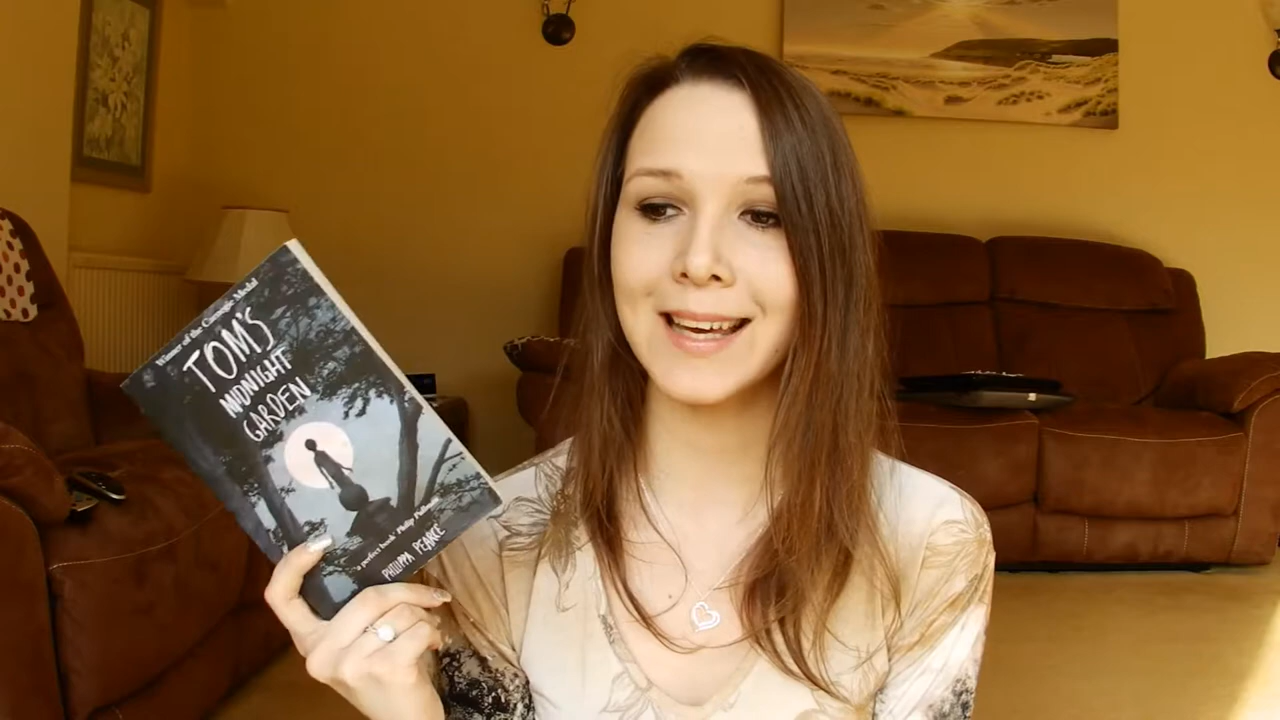 Winner of the Carnegie Medal
TOM'S
MIDNIGHT
GARDEN
'a perfect book' Philip Pullman
PHILIPPA PEARCE